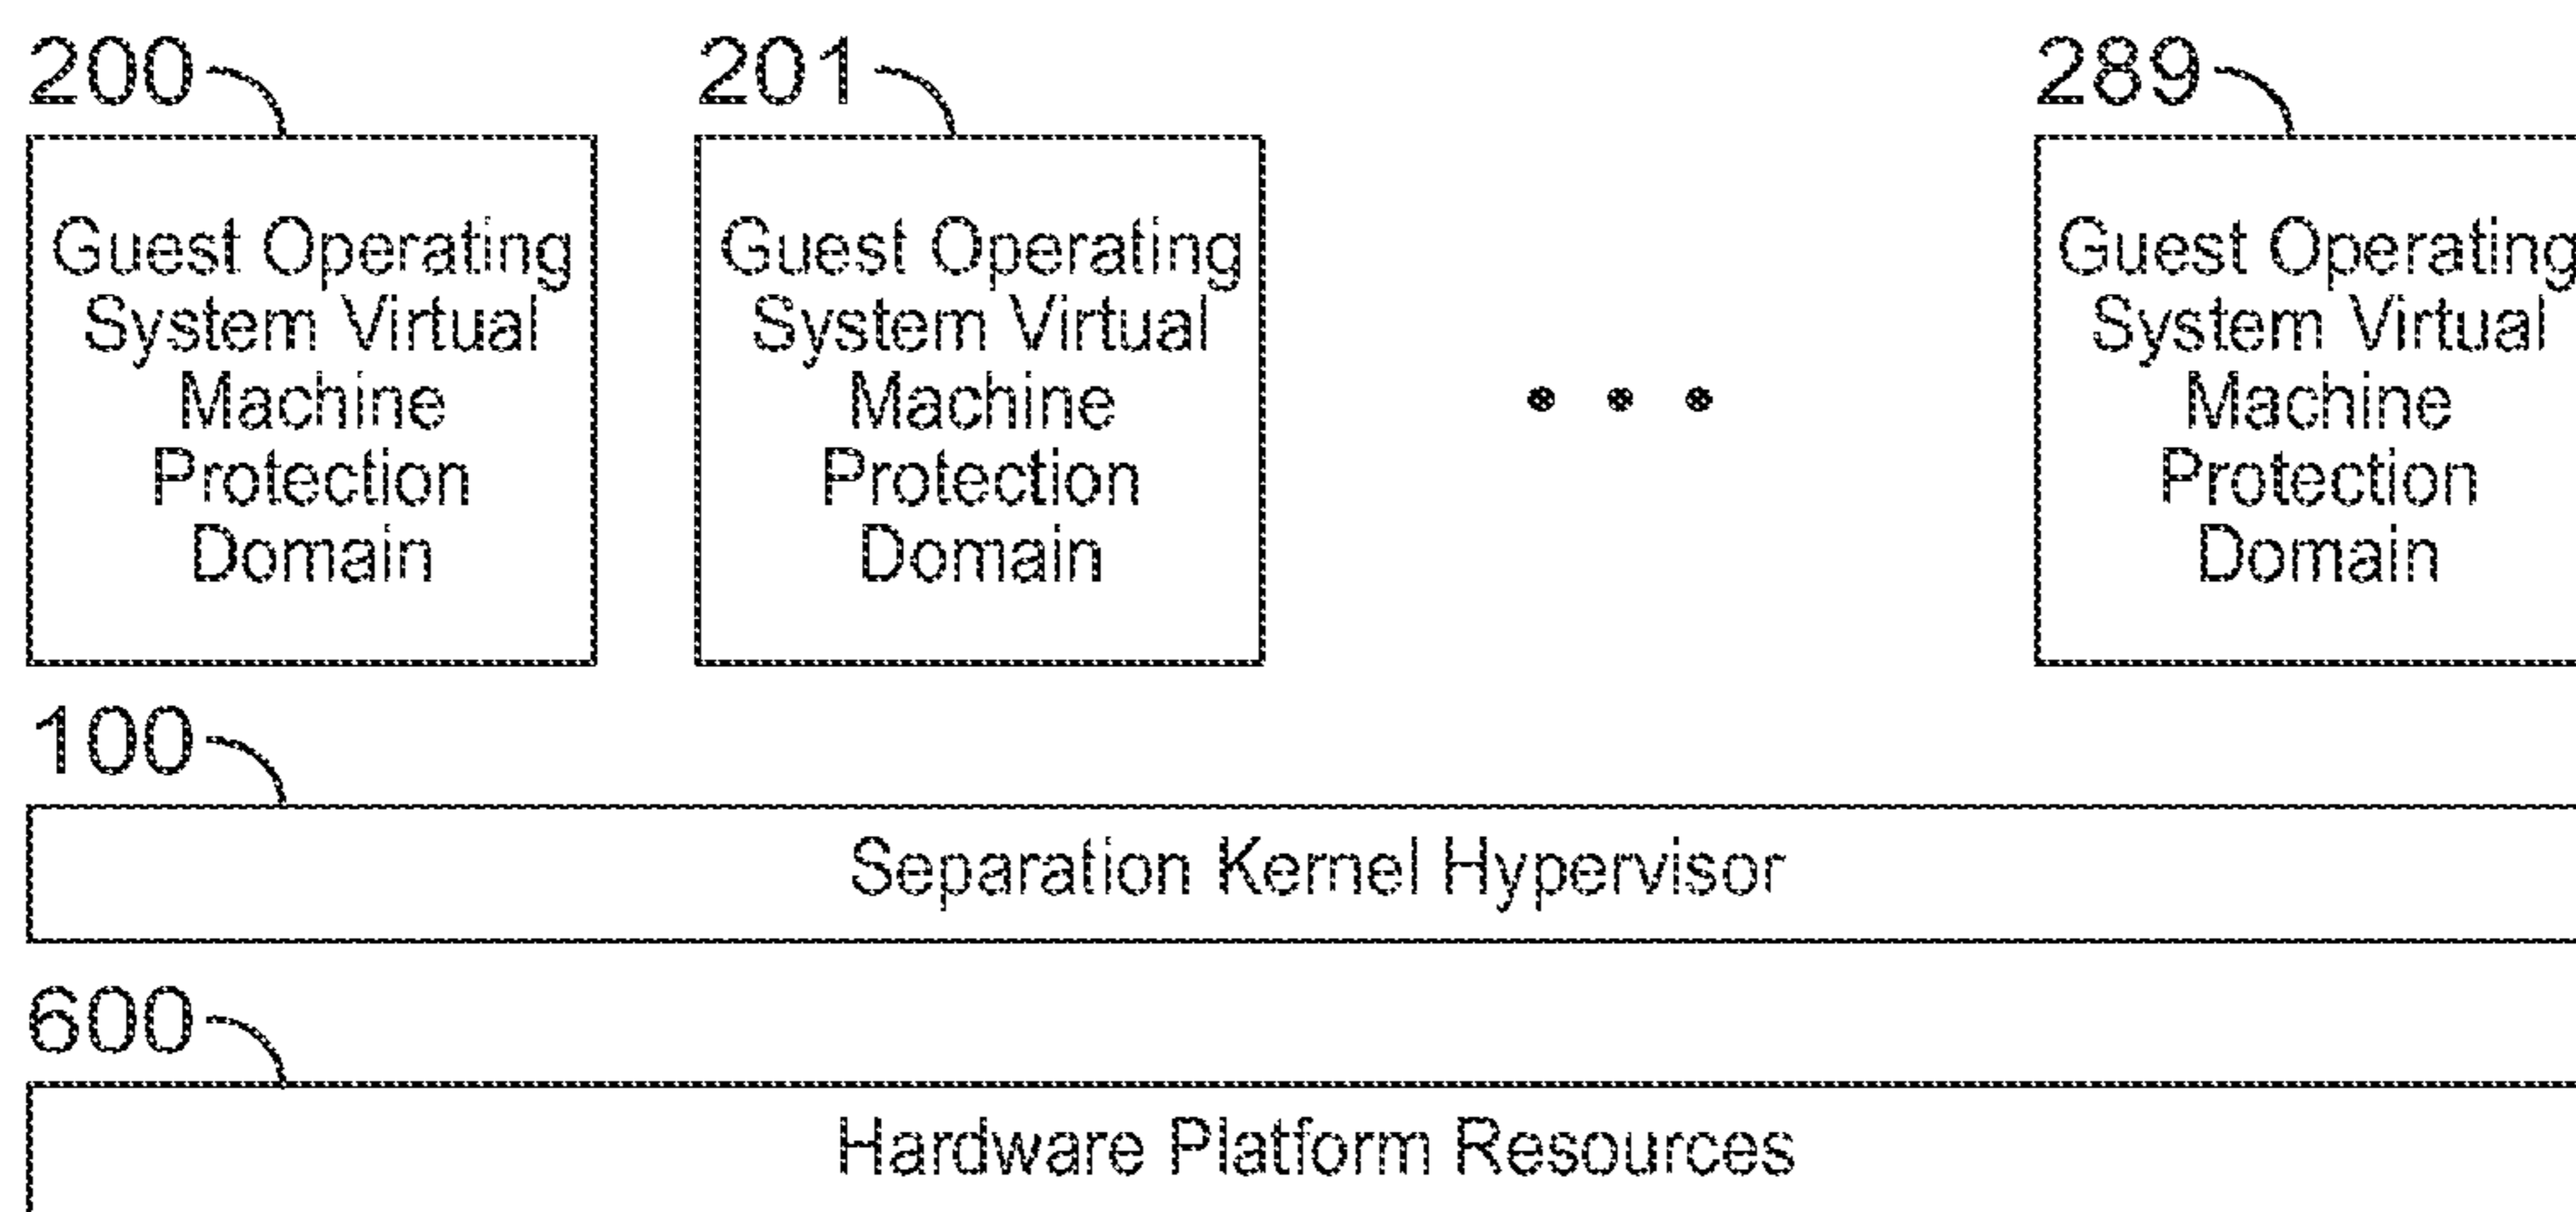 200
201
289
Guest Operating
System Virtual
Machine
Protection
Domain
Guest Operating
System Virtual
Machine
Protection
Domain
Guest Operating
System Virtual
Machine
Protection
Domain
100
Separation Kernel Hypervisor
600
Hardware Platform Resources